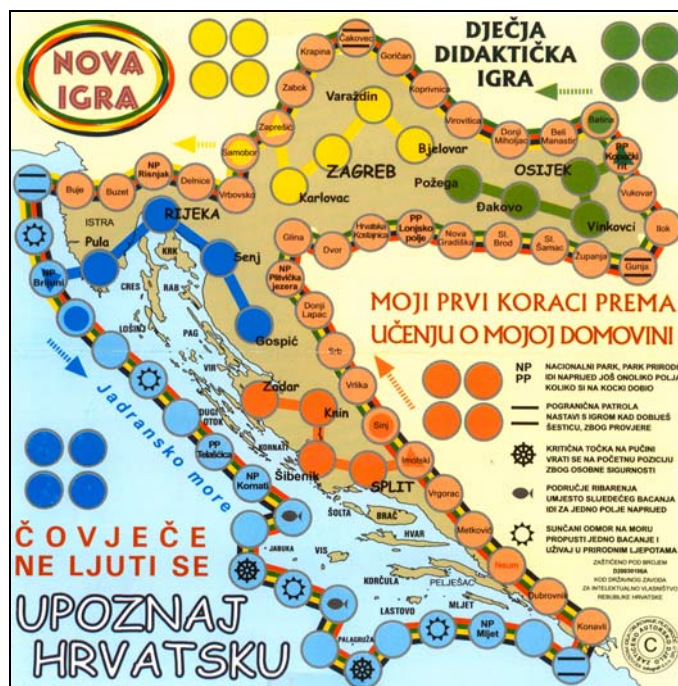 NOVA
IGRA
DJEČJA
DIDAKTIČKA
IGRA
Krapina
Čakovec
Goričan
Koprivnica
Virovitica
Donji
Miholjac
Beli
Manastir
Batina
PP
Kopački
rit
Vukovar
Ilok
Gunja
Županja
Sl.
Šamac
Sl.
Brod
Nova
Gradiška
PP
Lonjsko
polje
Hrvatska
Kostajnica
Dvor
Glina
NP
Plitvička
jezera
Donji
Lapac
Srb
Vrlika
Sinj
Imotski
Vrgorac
Metković
Neum
Dubrovnik
Konavli
Zabok
Zaprešić
Samobor
Vrbovsko
Delnice
NP
Risnjak
Buzet
Buje
Varaždin
ZAGREB
Bjelovar
Karlovac
OSIJEK
Požega
Đakovo
Vinkovci
ISTRA
RIJEKA
Pula
KRK
Senj
CRES
RAB
NP
Brijuni
LOŠINJ
PAG
Gospić
VIR
Zadar
Knin
DUGI
OTOK
KORNATI
Šibenik
SPLIT
Jadransko more
PP
Telašćica
NP
Kornati
ŠOLTA
BRAČ
HVAR
JABUKA
VIS
KORČULA
PELJEŠAC
LASTOVO
MLJET
PALAGRUŽA
NP
Mljet
MOJI PRVI KORACI PREMA
UČENJU O MOJOJ DOMOVINI
NP
PP
NACIONALNI PARK, PARK PRIRODE
IDI NAPRIJED JOŠ ONOLIKO POLJA
KOLIKO SI NA KOCKI DOBIO
POGRANIČNA PATROLA
NASTAVI S IGROM KAD DOBIJEŠ
ŠESTICU, ZBOG PROVJERE
KRITIČNA TOČKA NA PUČINI
VRATI SE NA POČETNU POZICIJU
ZBOG OSOBNE SIGURNOSTI
PODRUČJE RIBARENJA
UMJESTO SLIJEDEĆEG BACANJA
IDI ZA JEDNO POLJE NAPRIJED
SUNČANI ODMOR NA MORU
PROPUSTI JEDNO BACANJE I
UŽIVAJ U PRIRODNIM LJEPOTAMA
ZAŠTIĆENO POD BROJEM
D20030106A
KOD DRŽAVNOG ZAVODA
ZA INTELEKTUALNO VLASNIŠTVO
REBUBLIKE HRVATSKE
C
ČOVJEČE
NE LJUTI SE
UPOZNAJ
HRVATSKU